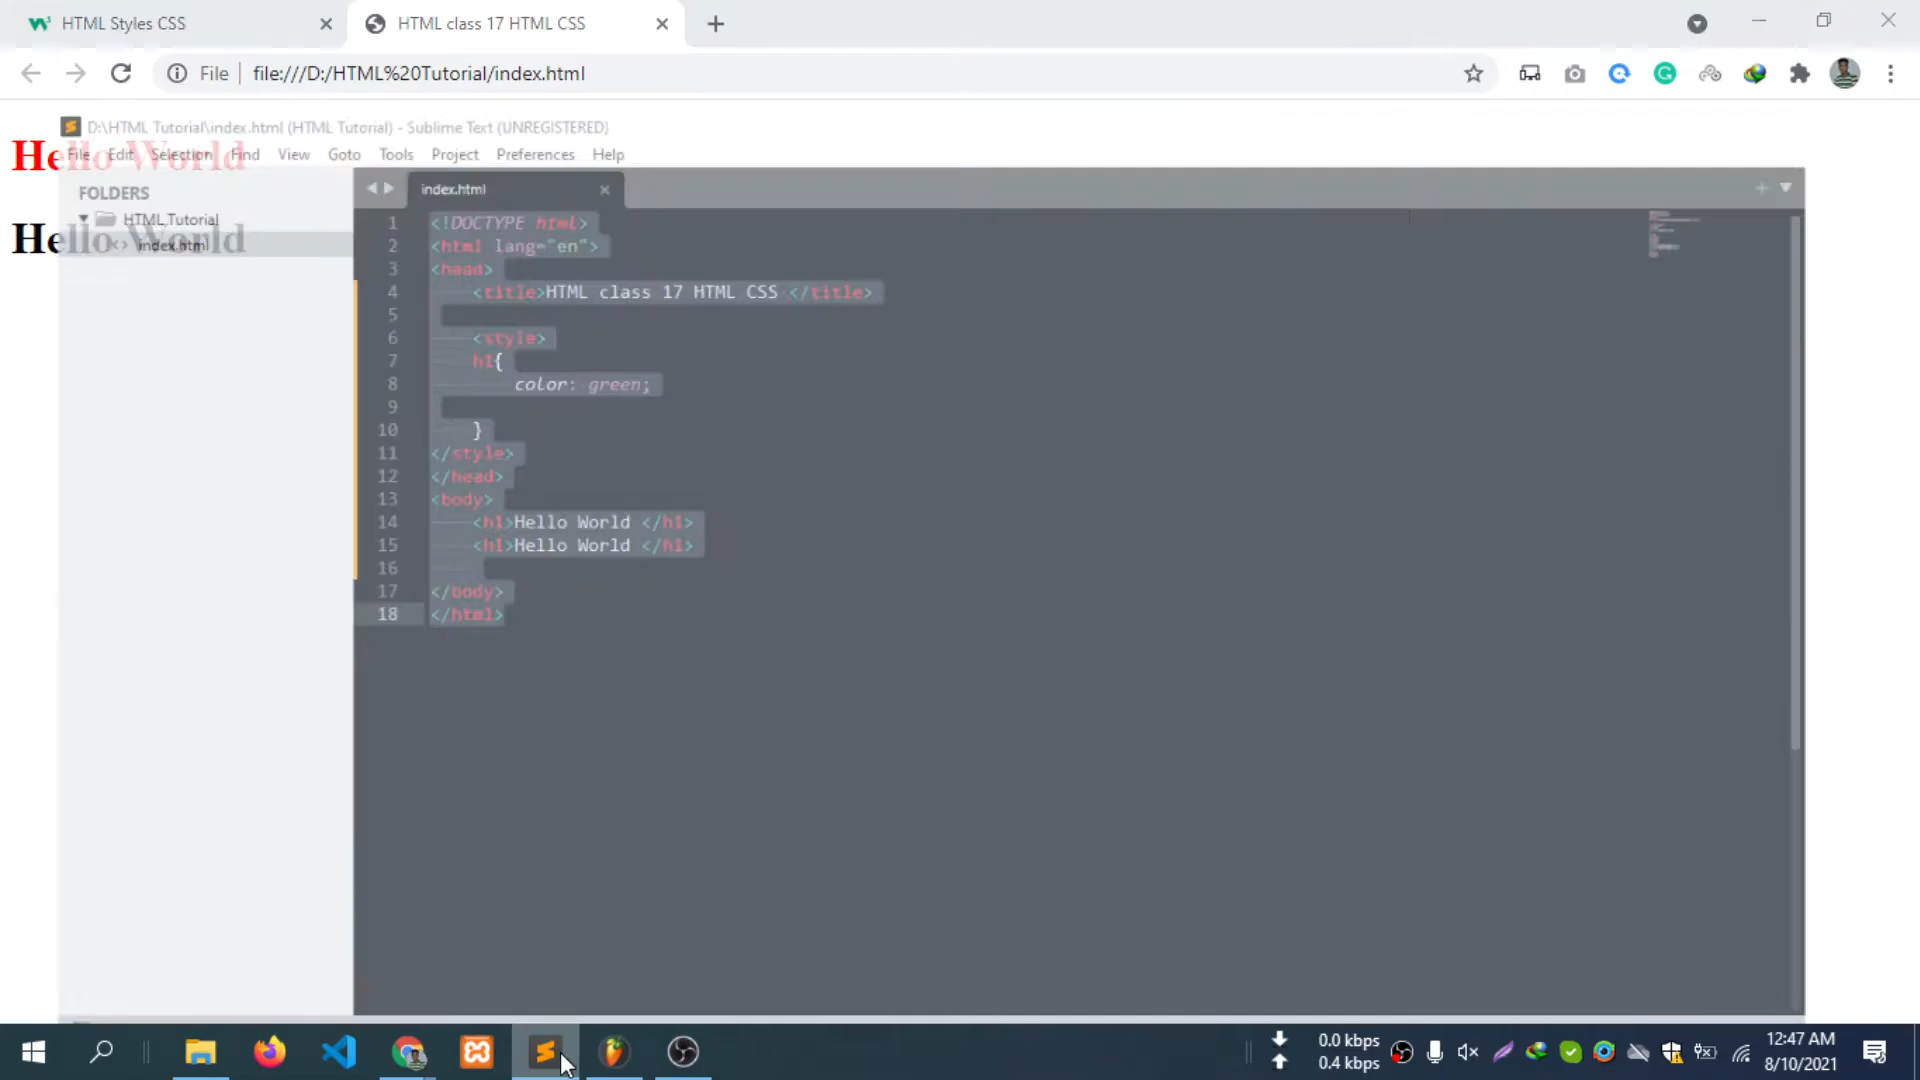 HTML Styles CSS
HTML class 17 HTML CSS
File
file:///D:/HTML%20Tutorial/index.html
D:\HTML Tutorial\index.html (HTML Tutorial) - Sublime Text (UNREGISTERED)
Hello World
File Edit Selection Find View Goto Tools Project Preferences Help
FOLDERS
index.html
HTML Tutorial
Hello World
index.html
1 <!DOCTYPE html>
2 <html lang="en">
3 <head>
4 <title>HTML class 17 HTML CSS </title>
5
6 <style>
7 h1{
8 color: green;
9
10 }
11 </style>
12 </head>
13 <body>
14 <h1>Hello World </h1>
15 <h1>Hello World </h1>
16
17 </body>
18 </html>
0.0 kbps
0.4 kbps
12:47 AM
8/10/2021